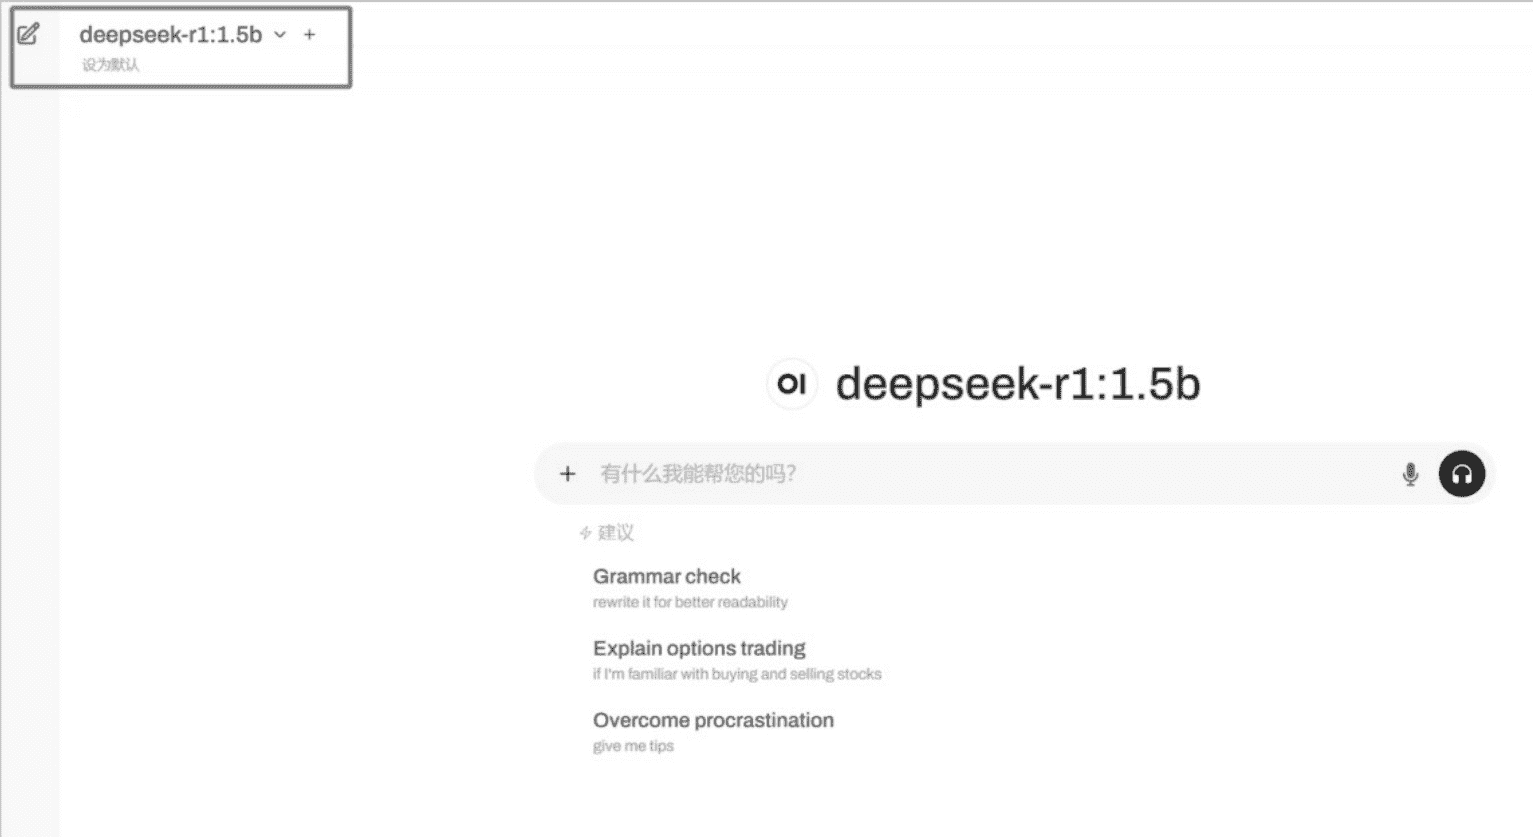 deepseek-r1:1.5b
设为默认
OI deepseek-r1:1.5b
有什么我能帮您的吗?
建议
Grammar check
rewrite it for better readability
Explain options trading
if I'm familiar with buying and selling stocks
Overcome procrastination
give me tips